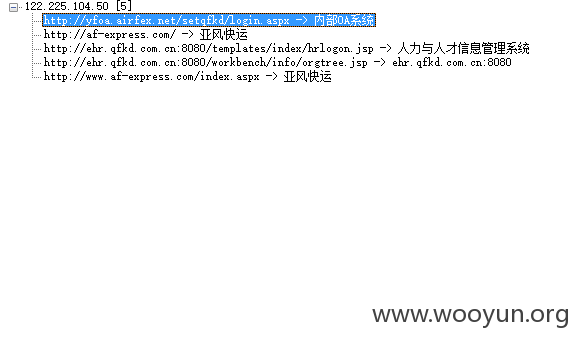 122.225.104.50 [5]
http://yfoa.airfex.net/setqfkd/login.aspx -> 内部OA系统
http://af-express.com/ -> 亚风快运
http://ehr.qfkd.com.cn:8080/templates/index/hrlogon.jsp -> 人力与人才信息管理系统
http://ehr.qfkd.com.cn:8080/workbench/info/orgtree.jsp -> ehr.qfkd.com.cn:8080
http://www.af-express.com/index.aspx -> 亚风快运
www.wooyun.org